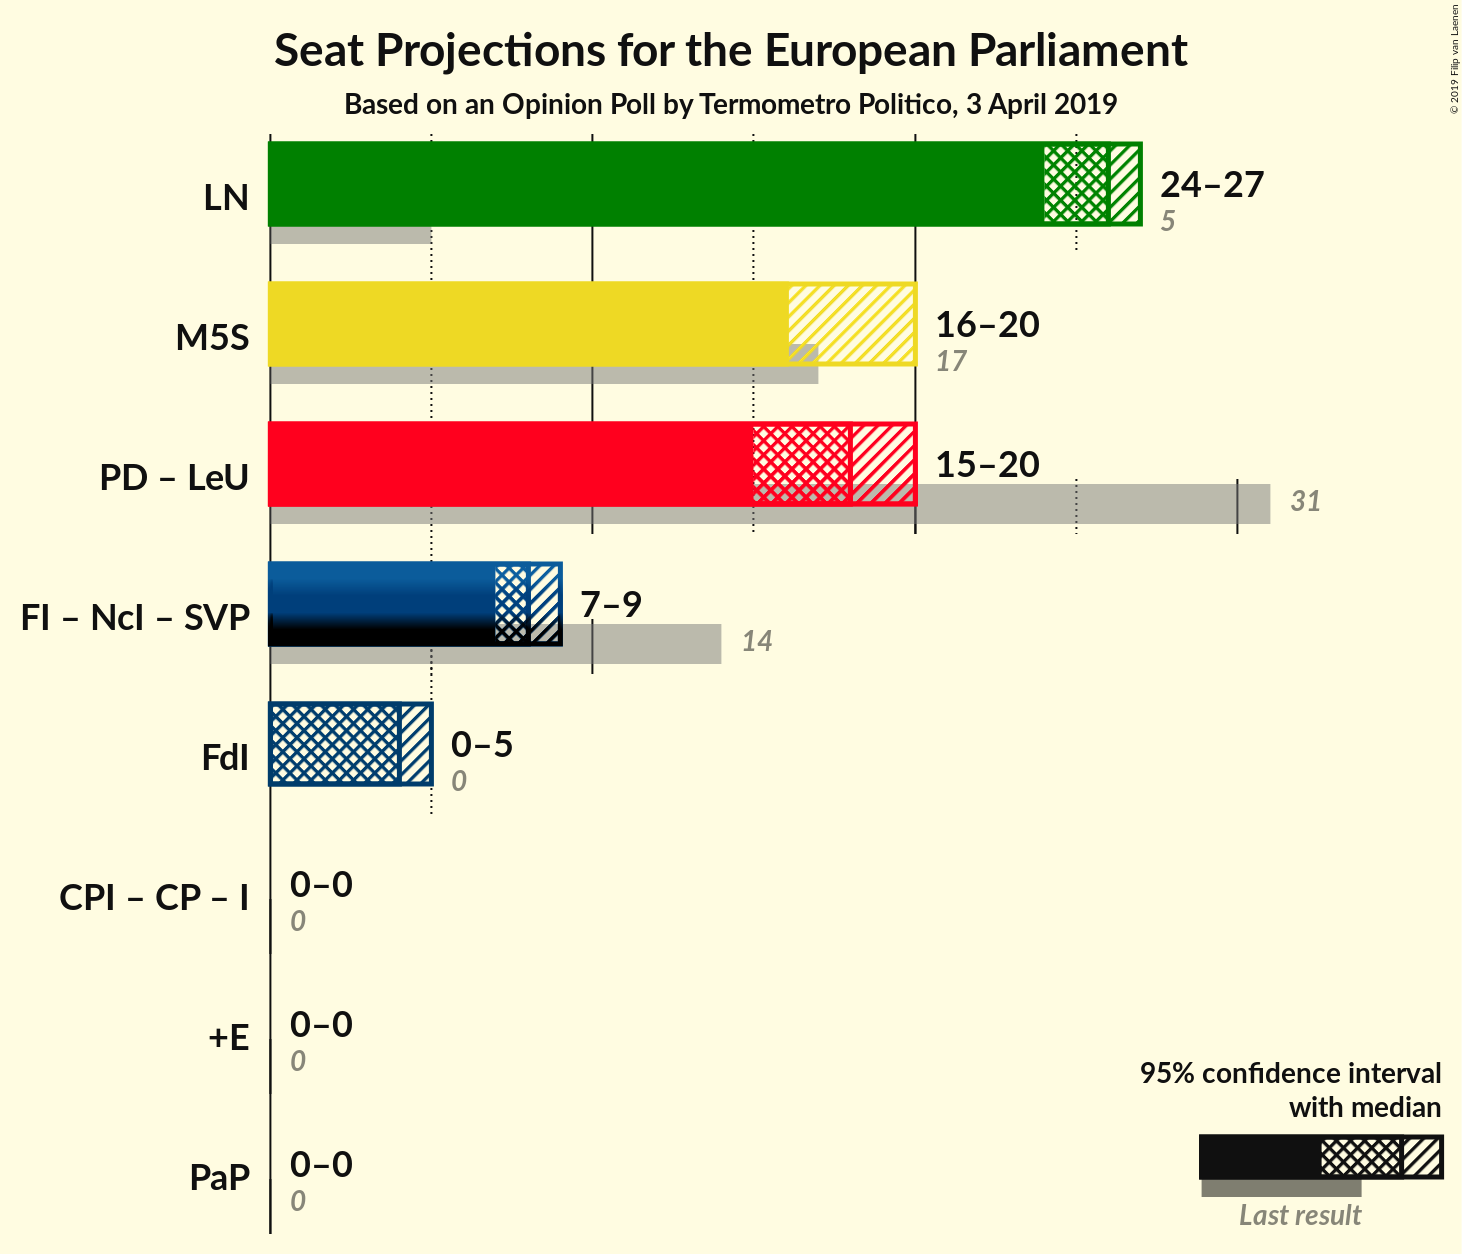 Seat Projections for the European Parliament
Based on an Opinion Poll by Termometro Politico, 3 April 2019
© 2019 Filip van Laenen
LN
24–27
5
M5S
16–20
17
PD – LeU
15–20
31
FI – NcI – SVP
7–9
14
FdI
0–5
0
CPI – CP – I
0–0
0
+E
0–0
0
PaP
0–0
0
95% confidence interval
with median
Last result